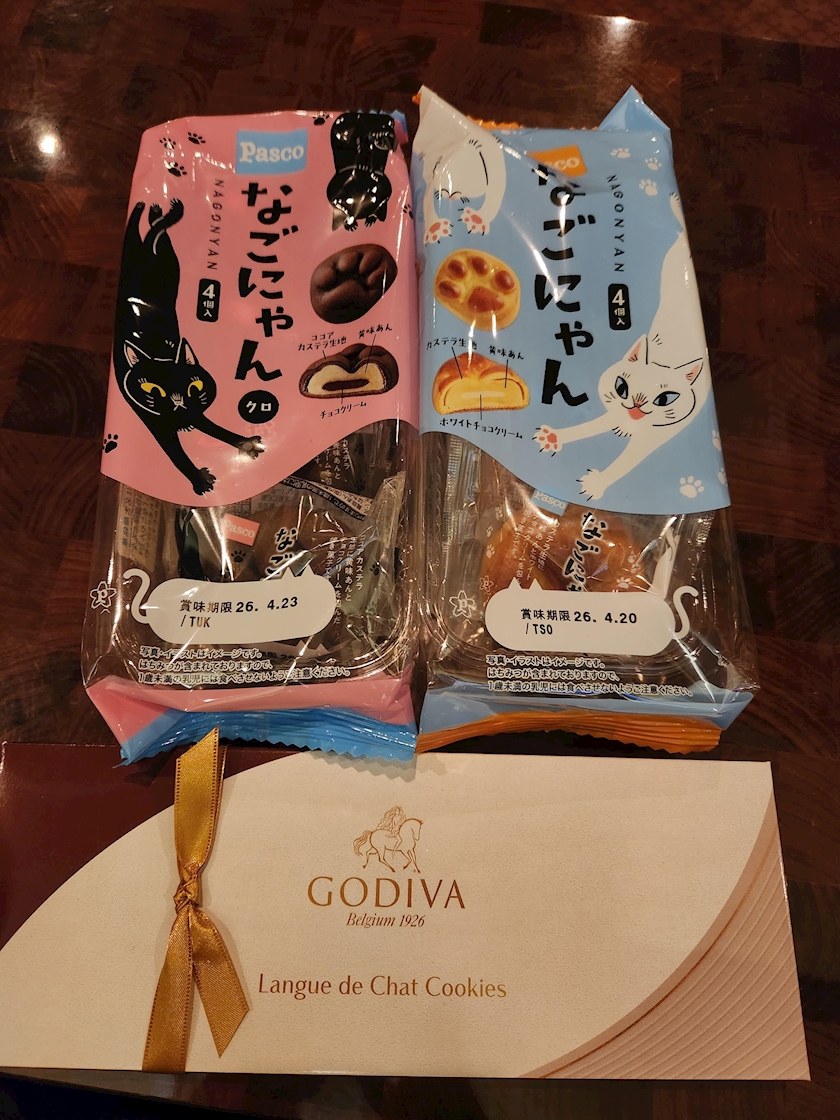 Pasco
なごにゃん
NAGONYAN
4個入
クロ
ココア
カステラ生地
黄味あん
チョコクリーム
Pasco
なご
賞味期限 26. 4.23
/TUK
写真・イラストはイメージです。
はちみつが含まれておりますので、
1歳未満の乳児には食べさせないようご注意ください。
sco
なごにゃん
NAGONYAN
4個入
カステラ生地
黄味あん
ホワイトチョコクリーム
Pasco
なごにゃ
賞味期限 26. 4.20
/TSO
写真・イラストはイメージです。
はちみつが含まれておりますので、
1歳未満の乳児には食べさせないようご注意ください。
GODIVA
Belgium 1926
Langue de Chat Cookies